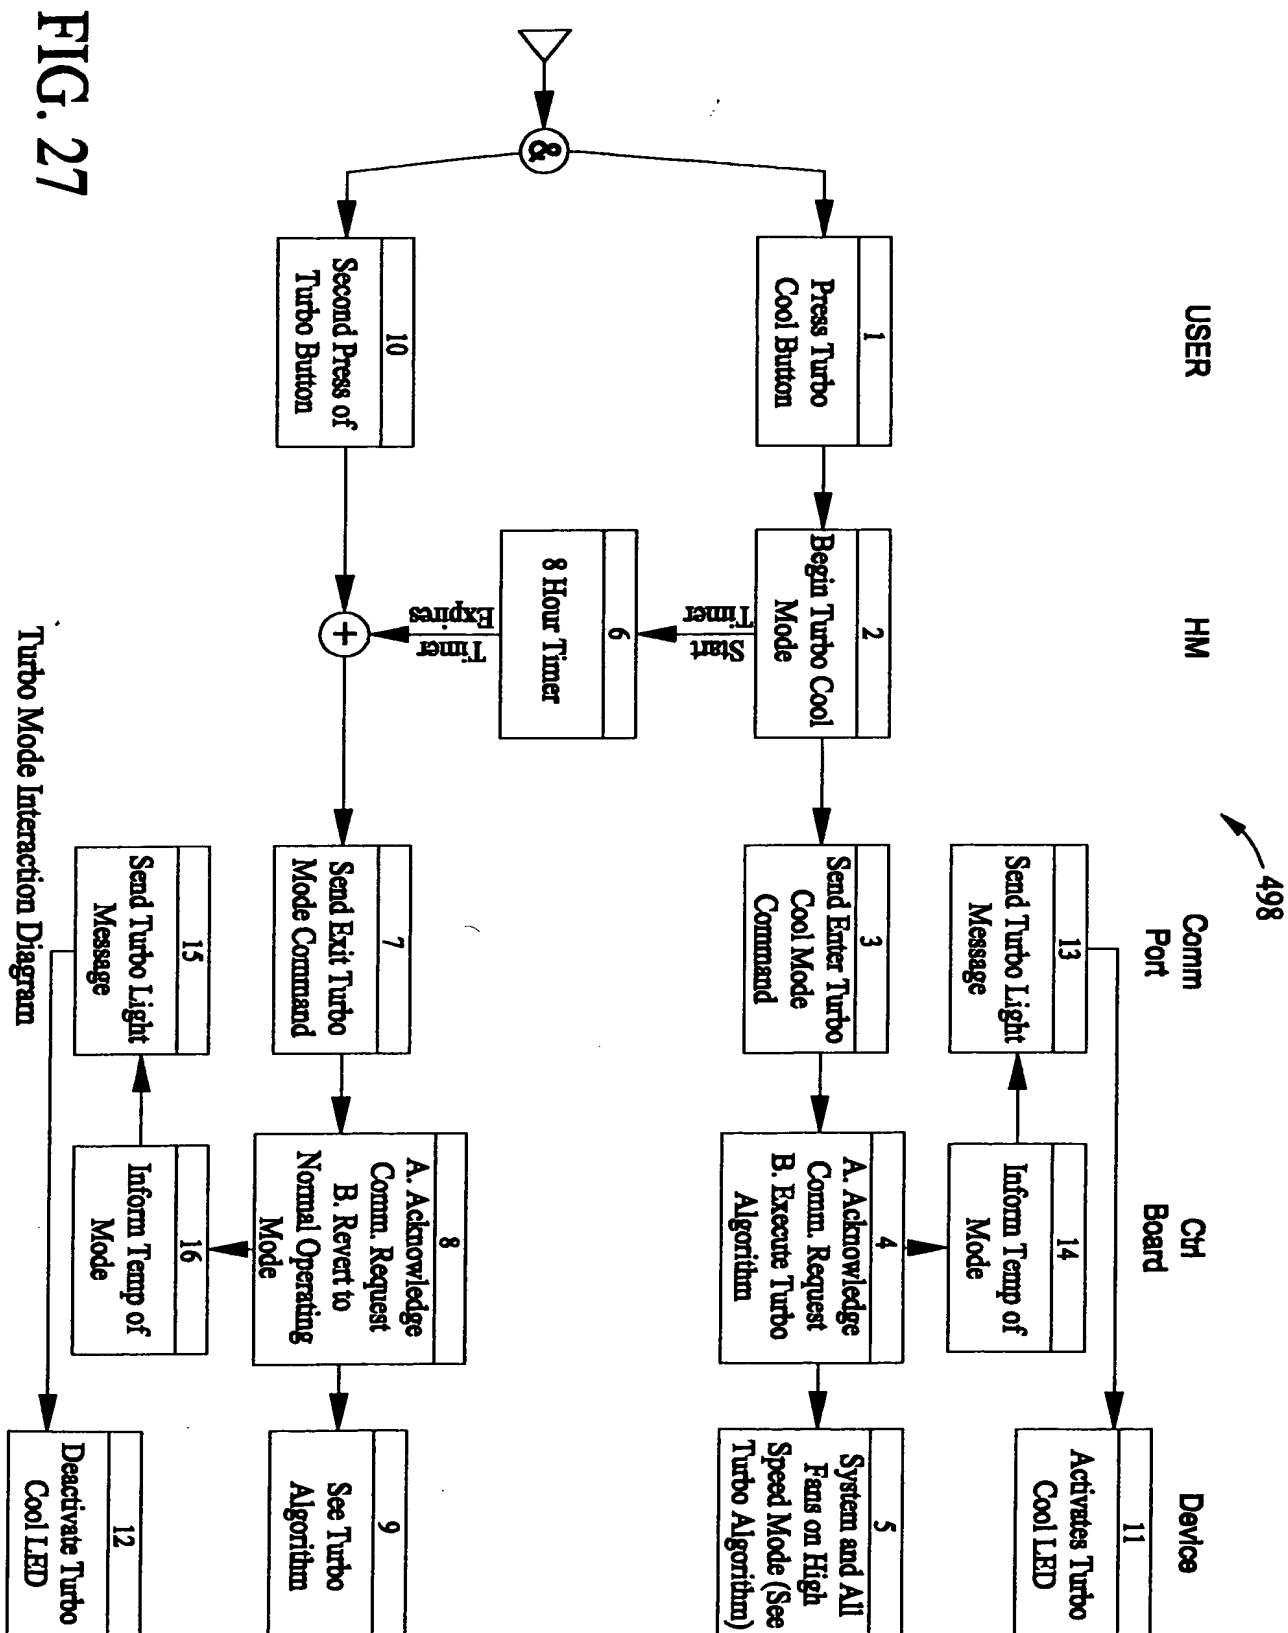 498
USER
HM
Comm
Port
Ctrl
Board
Device
13
Send Turbo Light
Message
14
Inform Temp of
Mode
11
Activates Turbo
Cool LED
1
Press Turbo
Cool Button
2
Begin Turbo Cool
Mode
3
Send Enter Turbo
Cool Mode
Command
4
A. Acknowledge
Comm. Request
B. Execute Turbo
Algorithm
5
System and All
Fans on High
Speed Mode (See
Turbo Algorithm)
Start
Timer
6
8 Hour Timer
Timer
Expires
&
+
10
Second Press of
Turbo Button
7
Send Exit Turbo
Mode Command
8
A. Acknowledge
Comm. Request
B. Revert to
Normal Operating
Mode
9
See Turbo
Algorithm
15
Send Turbo Light
Message
16
Inform Temp of
Mode
12
Deactivate Turbo
Cool LED
Turbo Mode Interaction Diagram
FIG. 27